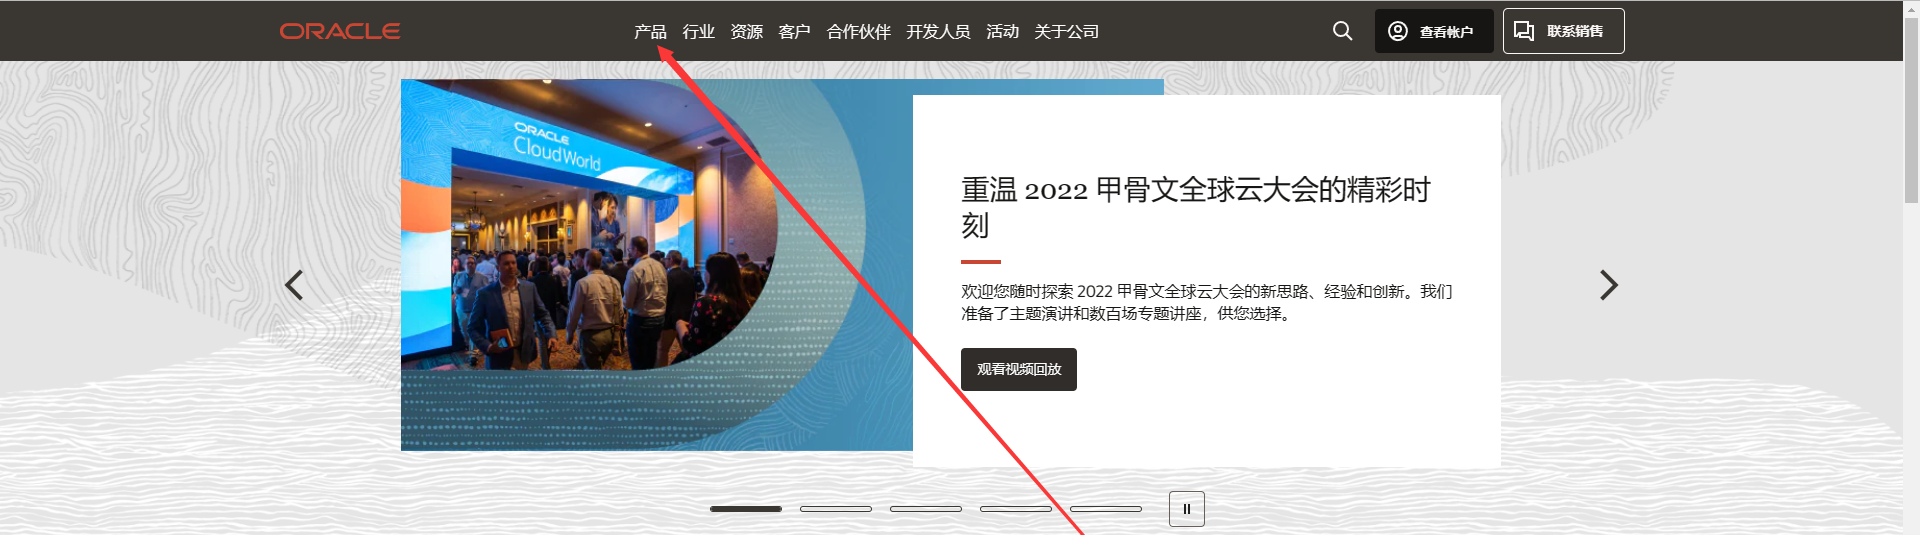 ORACLE
产品 行业 资源 客户 合作伙伴 开发人员 活动 关于公司
查看帐户
联系销售
ORACLE
CloudWorld
重温 2022 甲骨文全球云大会的精彩时
刻
欢迎您随时探索 2022 甲骨文全球云大会的新思路、经验和创新。我们
准备了主题演讲和数百场专题讲座，供您选择。
观看视频回放